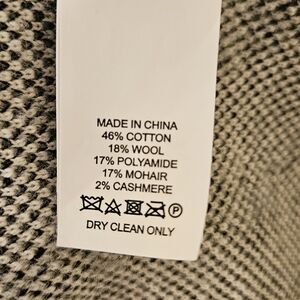 MADE IN CHINA
46% COTTON
18% WOOL
17% POLYAMIDE
17% MOHAIR
2% CASHMERE
P
DRY CLEAN ONLY